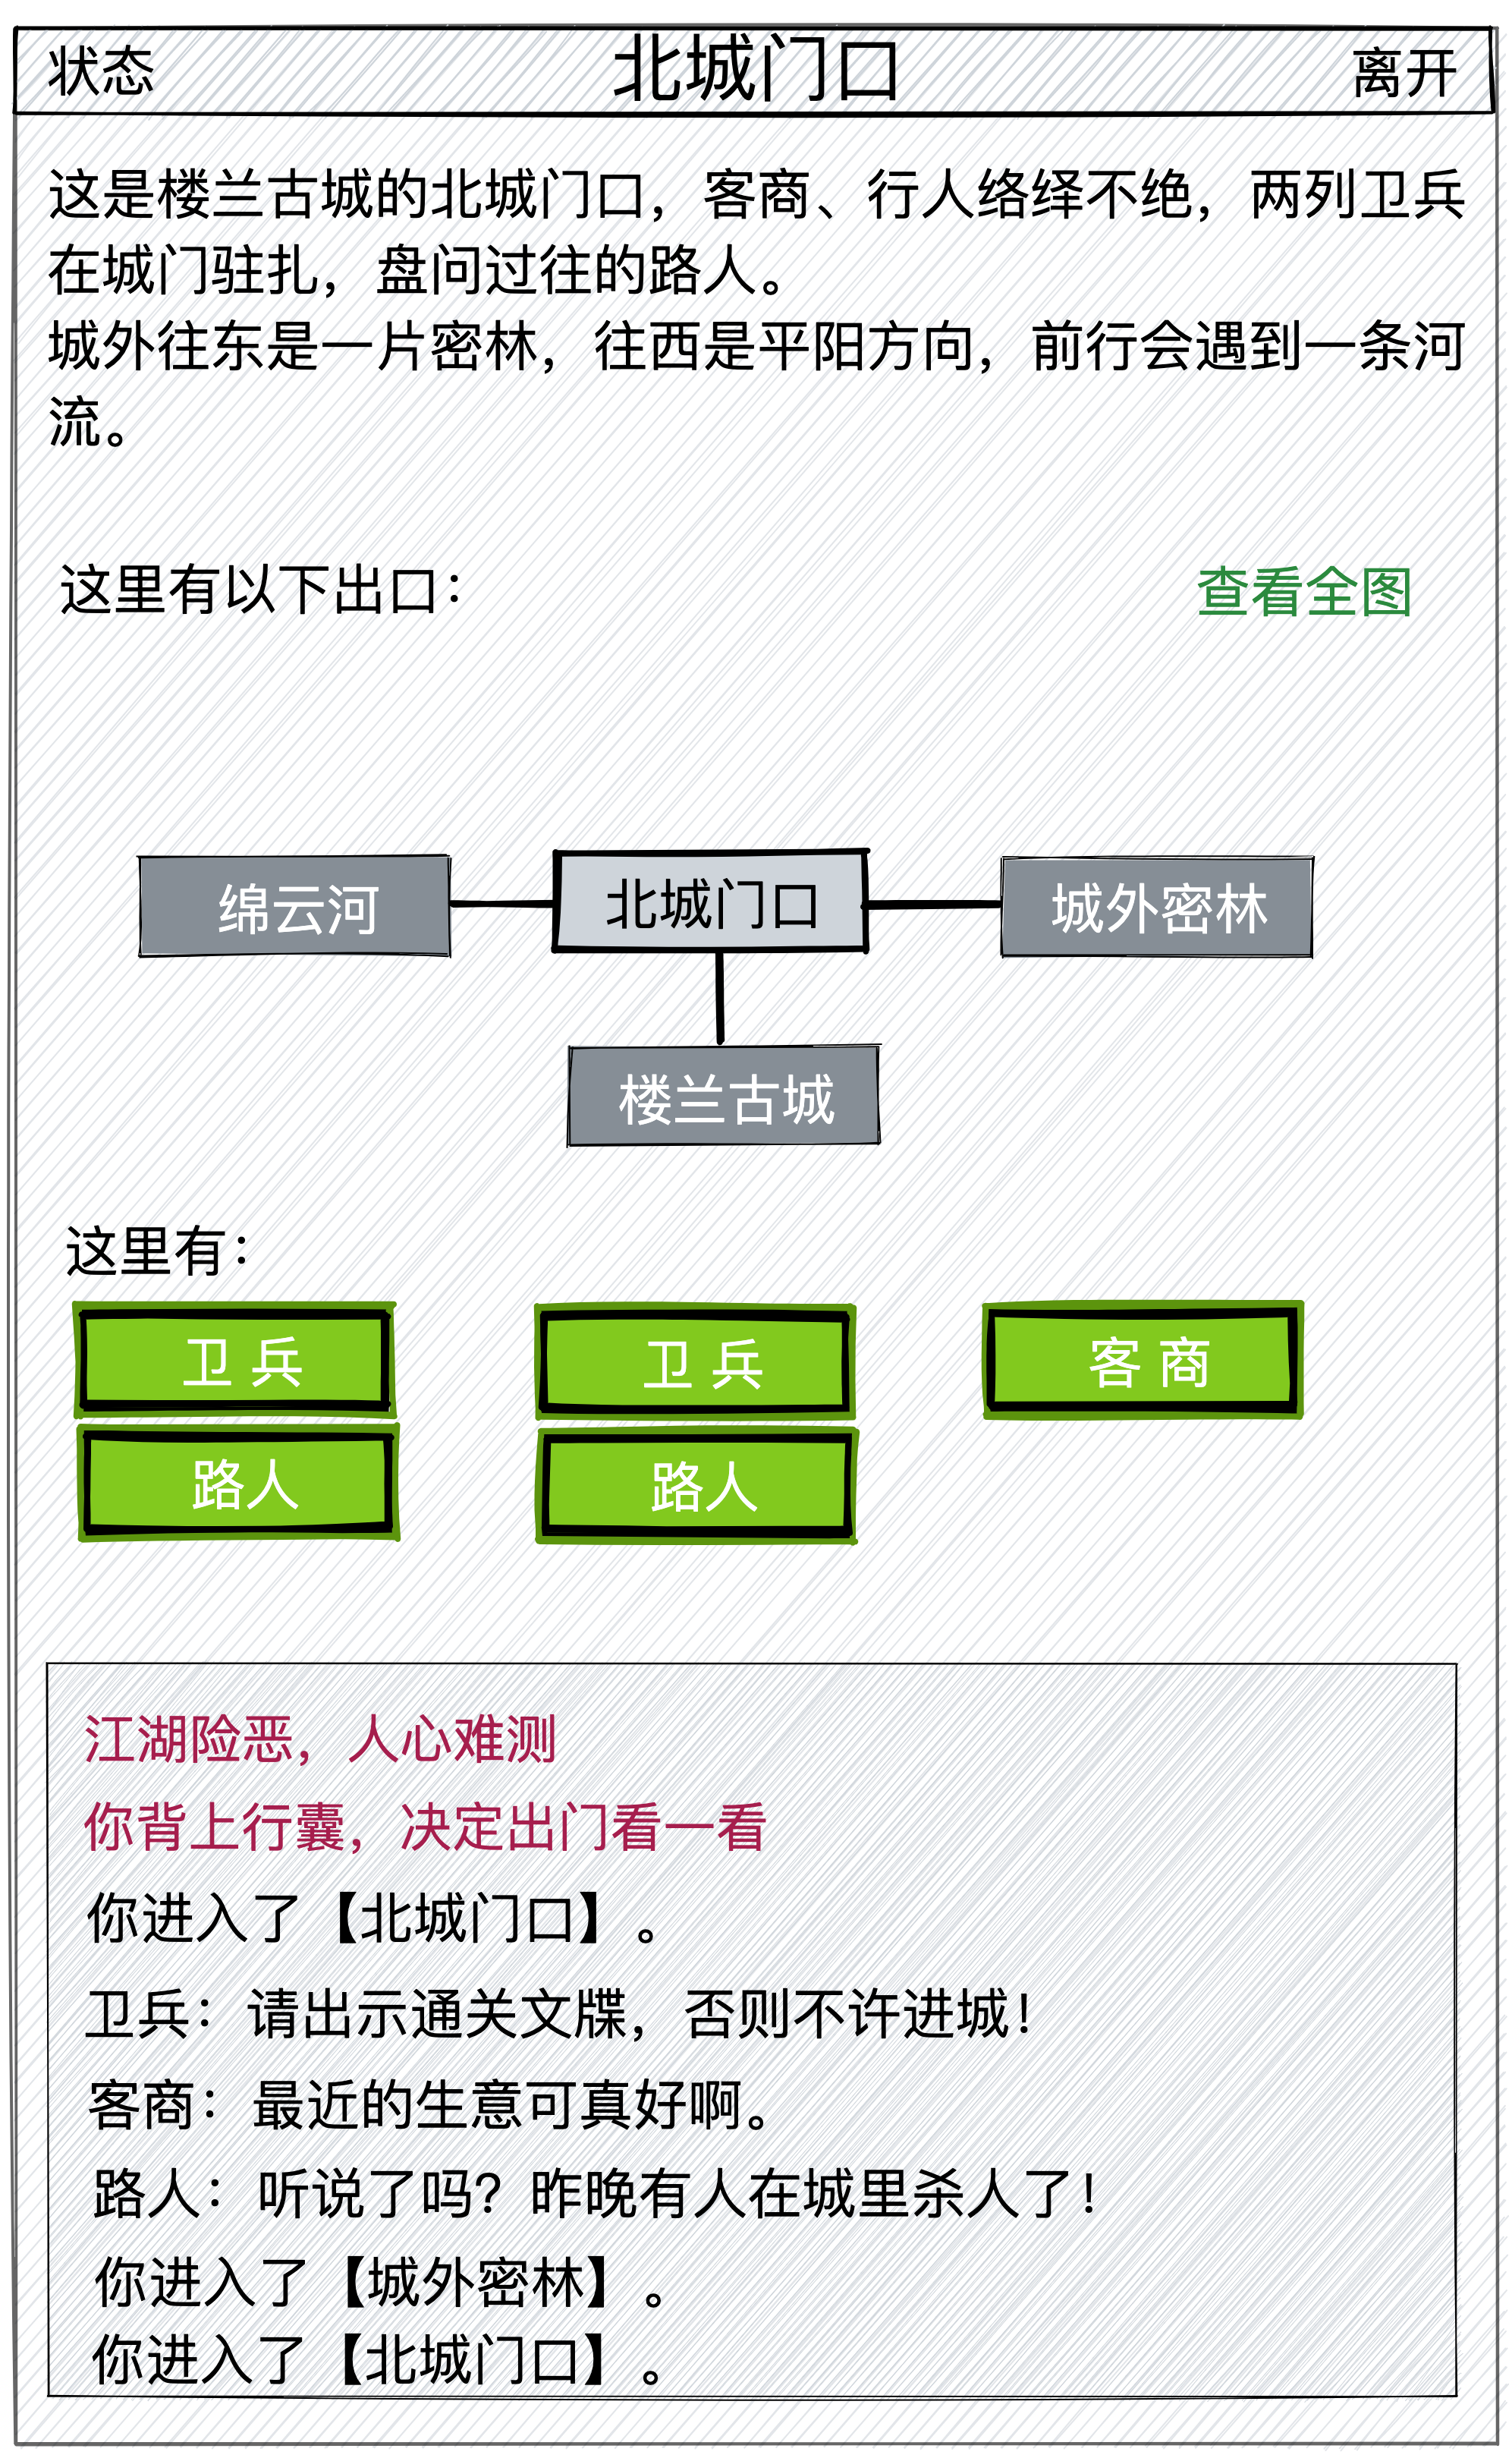 状态 北城门口 离开
这是楼兰古城的北城门口，客商、行人络绎不绝，两列卫兵
在城门驻扎，盘问过往的路人。
城外往东是一片密林，往西是平阳方向，前行会遇到一条河
流。
这里有以下出口： 查看全图
绵云河 北城门口 城外密林
楼兰古城
这里有：
卫 兵 卫 兵 客 商
路人 路人
江湖险恶，人心难测
你背上行囊，决定出门看一看
你进入了【北城门口】。
卫兵：请出示通关文牒，否则不许进城！
客商：最近的生意可真好啊。
路人：听说了吗？昨晚有人在城里杀人了！
你进入了【城外密林】。
你进入了【北城门口】。